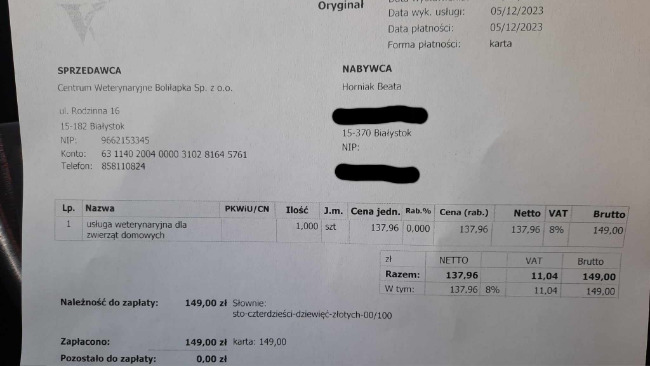 Oryginał
Data wyk. usługi: 05/12/2023
Data płatności: 05/12/2023
Forma płatności: karta
SPRZEDAWCA
Centrum Weterynaryjne Boliłapka Sp. z o.o.
ul. Rodzinna 16
15-182 Białystok
NIP: 9662153345
Konto: 63 1140 2004 0000 3102 8164 5761
Telefon: 858110824
NABYWCA
Horniak Beata
15-370 Białystok
NIP:
Lp. Nazwa PKWiU/CN Ilość J.m. Cena jedn. Rab.% Cena (rab.) Netto VAT Brutto
1 usługa weterynaryjna dla 1,000 szt 137,96 0,000 137,96 137,96 8% 149,00
zwierząt domowych
zł NETTO VAT Brutto
Razem: 137,96 11,04 149,00
W tym: 137,96 8% 11,04 149,00
Należność do zapłaty: 149,00 zł Słownie:
sto-czterdzieści-dziewięć-złotych-00/100
Zapłacono: 149,00 zł karta: 149,00
Pozostało do zapłaty: 0,00 zł